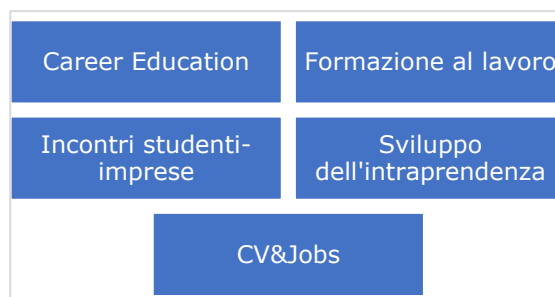 Career Education
Formazione al lavoro
Incontri studenti-
imprese
Sviluppo
dell'intraprendenza
CV&Jobs